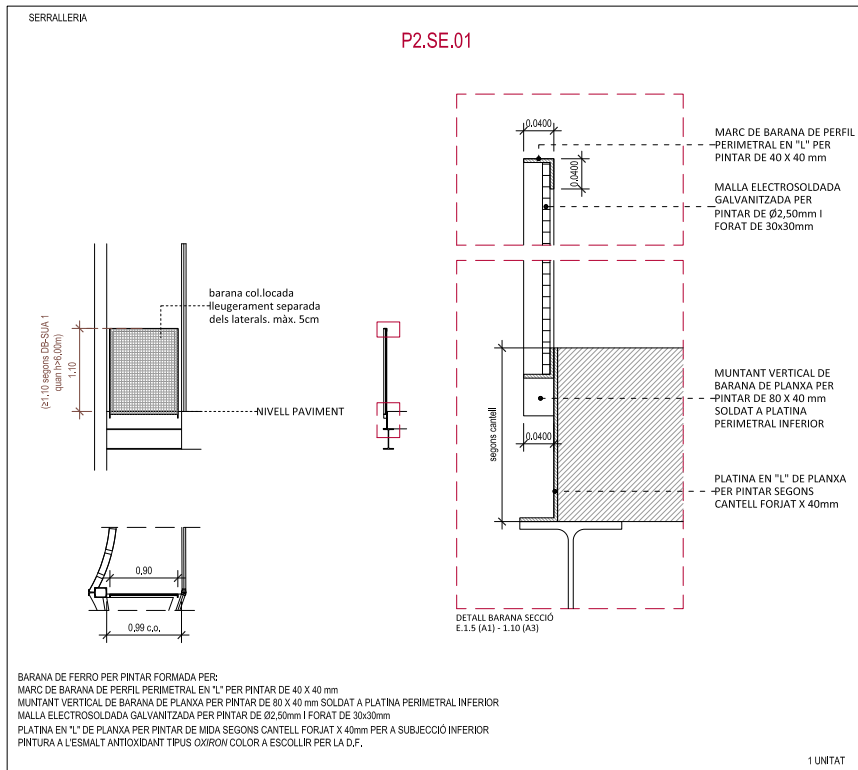 SERRALLERIA
P2.SE.01
0.0400
0.0400
MARC DE BARANA DE PERFIL
PERIMETRAL EN "L" PER
PINTAR DE 40 X 40 mm
MALLA ELECTROSOLDADA
GALVANITZADA PER
PINTAR DE Ø2,50mm I
FORAT DE 30x30mm
barana col.locada
lleugerament separada
dels laterals. màx. 5cm
(≥1,10 segons DB-SUA 1
quan h>6,00m)
1.10
NIVELL PAVIMENT
segons cantell
0.0400
MUNTANT VERTICAL DE
BARANA DE PLANXA PER
PINTAR DE 80 X 40 mm
SOLDAT A PLATINA
PERIMETRAL INFERIOR
PLATINA EN "L" DE PLANXA
PER PINTAR SEGONS
CANTELL FORJAT X 40mm
0,90
0,99 c.o.
DETALL BARANA SECCIÓ
E.1.5 (A1) - 1.10 (A3)
BARANA DE FERRO PER PINTAR FORMADA PER:
MARC DE BARANA DE PERFIL PERIMETRAL EN "L" PER PINTAR DE 40 X 40 mm
MUNTANT VERTICAL DE BARANA DE PLANXA PER PINTAR DE 80 X 40 mm SOLDAT A PLATINA PERIMETRAL INFERIOR
MALLA ELECTROSOLDADA GALVANITZADA PER PINTAR DE Ø2,50mm I FORAT DE 30x30mm
PLATINA EN "L" DE PLANXA PER PINTAR DE MIDA SEGONS CANTELL FORJAT X 40mm PER A SUBJECCIÓ INFERIOR
PINTURA A L'ESMALT ANTIOXIDANT TIPUS OXIRON COLOR A ESCOLLIR PER LA D.F.
1 UNITAT